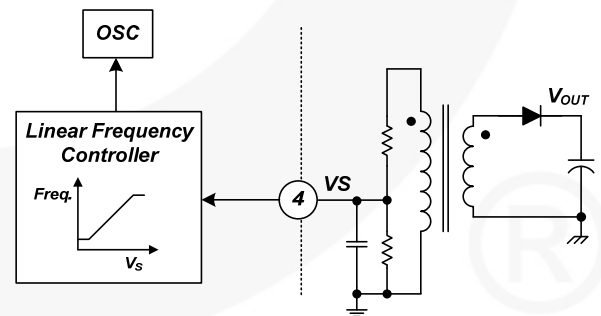 OSC
Linear Frequency
Controller
Freq.
VS
4
VS
VOUT
®